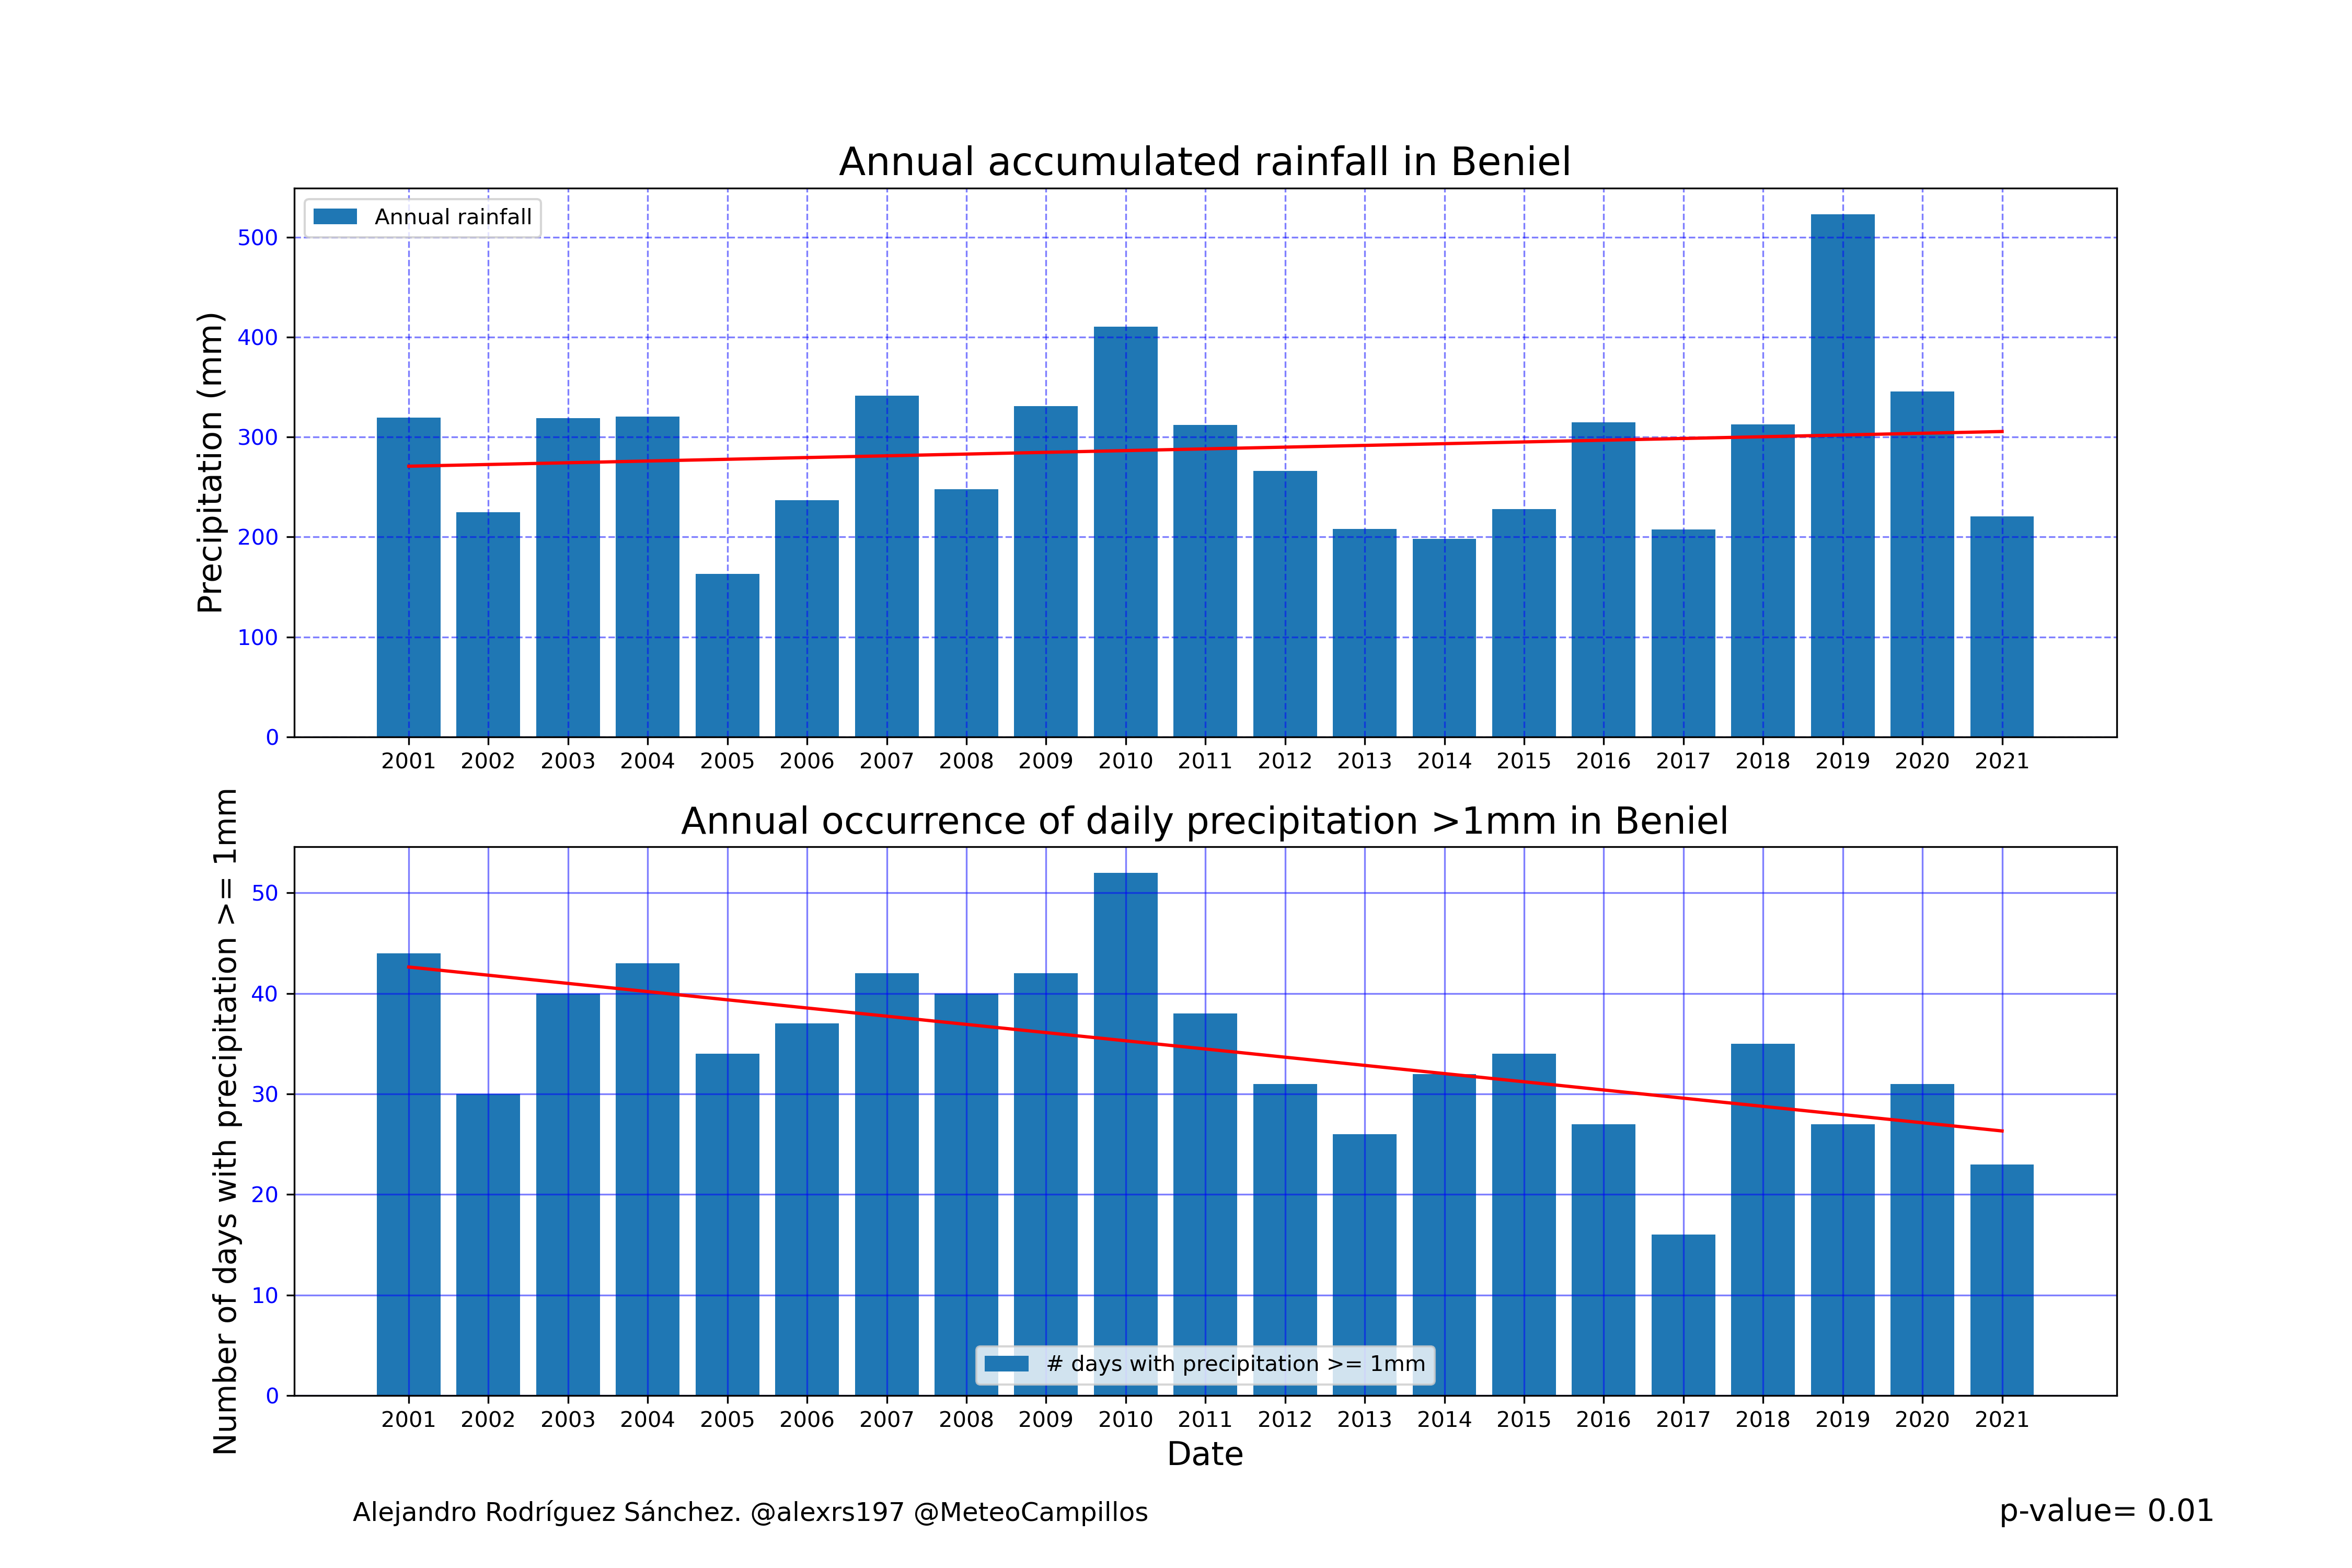 Annual accumulated rainfall in Beniel
Annual rainfall
Precipitation (mm)
500
400
300
200
100
0
2001 2002 2003 2004 2005 2006 2007 2008 2009 2010 2011 2012 2013 2014 2015 2016 2017 2018 2019 2020 2021
Annual occurrence of daily precipitation >1mm in Beniel
Number of days with precipitation >= 1mm
50
40
30
20
10
0
# days with precipitation >= 1mm
2001 2002 2003 2004 2005 2006 2007 2008 2009 2010 2011 2012 2013 2014 2015 2016 2017 2018 2019 2020 2021
Date
Alejandro Rodríguez Sánchez. @alexrs197 @MeteoCampillos
p-value= 0.01